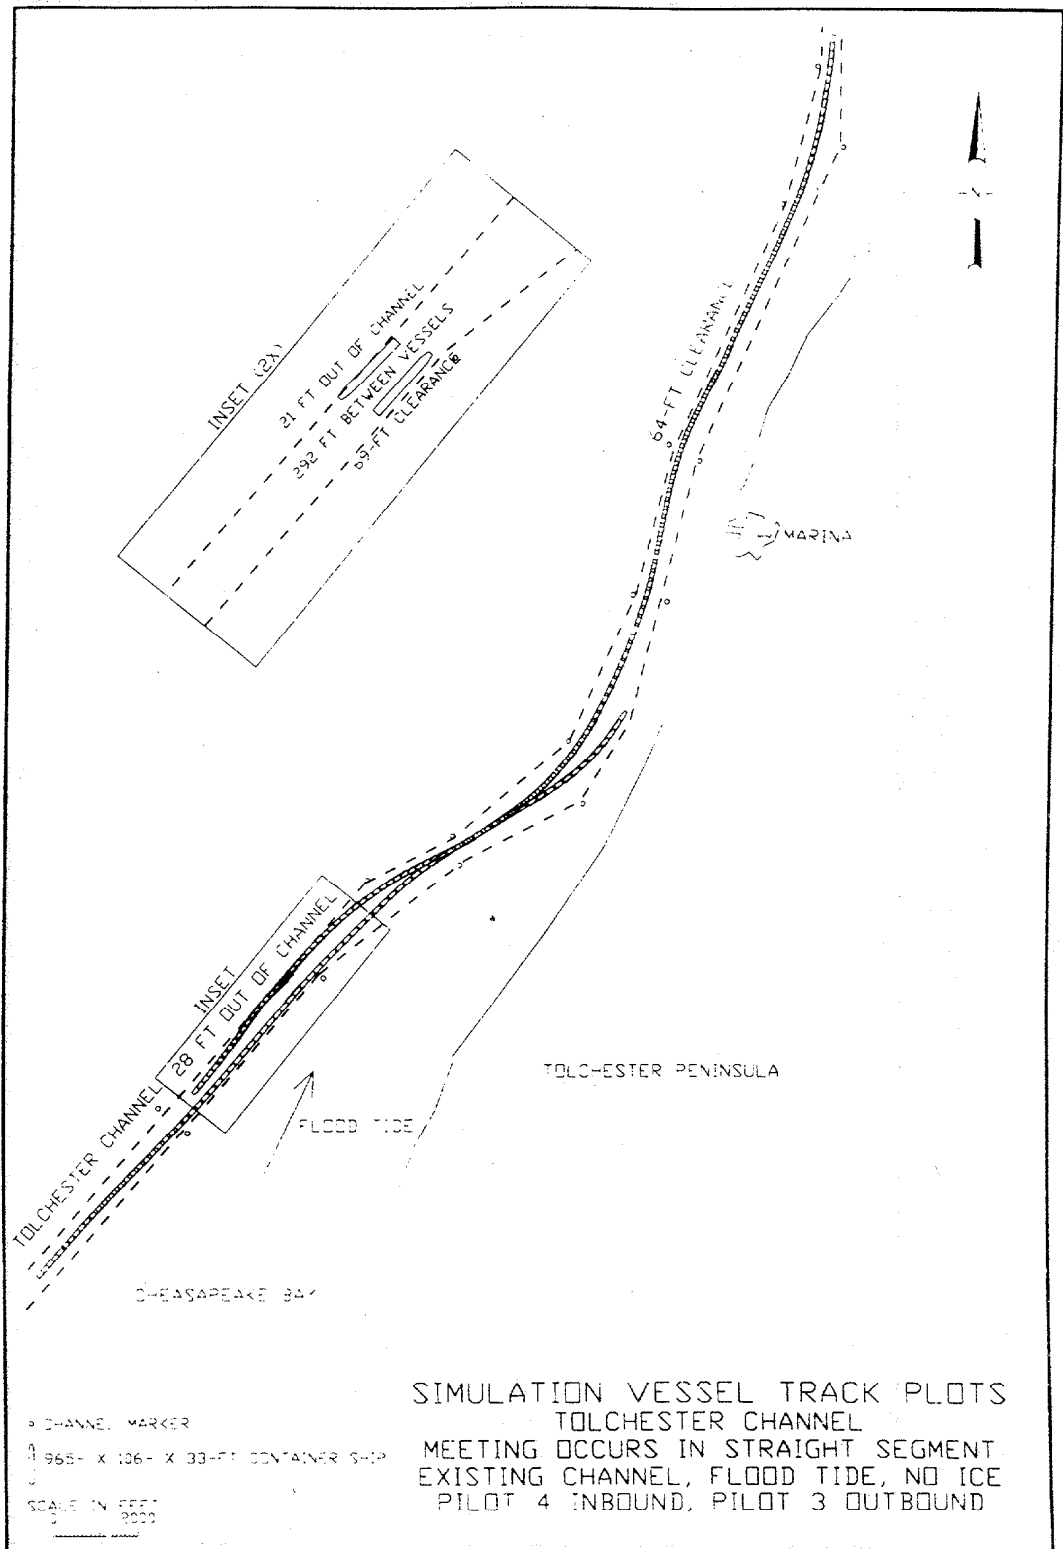 INSET (2X)
21 FT OUT OF CHANNEL
292 FT BETWEEN VESSELS
69-FT CLEARANCE
64-FT CLEARANCE
MARINA
INSET
28 FT OUT OF CHANNEL
TOLCHESTER CHANNEL
TOLCHESTER PENINSULA
FLOOD TIDE
CHEASAPEAKE BAY
SIMULATION VESSEL TRACK PLOTS
TOLCHESTER CHANNEL
MEETING OCCURS IN STRAIGHT SEGMENT
EXISTING CHANNEL, FLOOD TIDE, NO ICE
PILOT 4 INBOUND, PILOT 3 OUTBOUND
CHANNEL MARKER
965- X 106- X 33-FT CONTAINER SHIP
SCALE IN FEET
0 2000